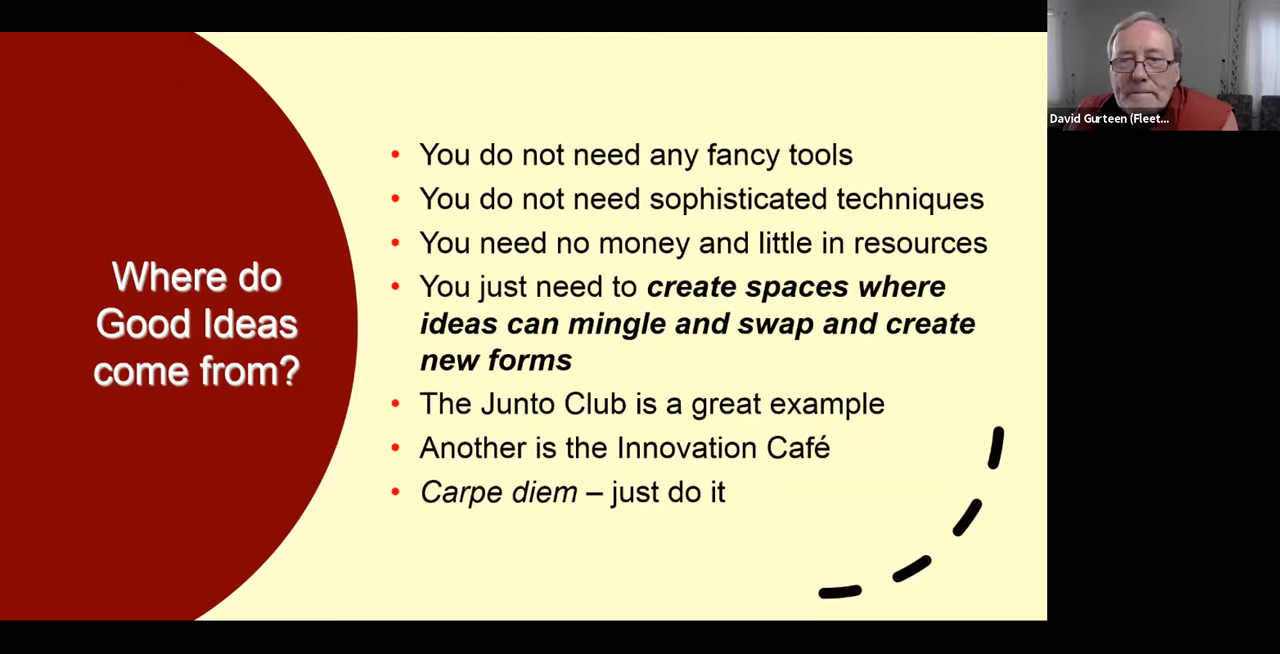 Where do
Good Ideas
come from?
• You do not need any fancy tools
• You do not need sophisticated techniques
• You need no money and little in resources
• You just need to create spaces where
ideas can mingle and swap and create
new forms
• The Junto Club is a great example
• Another is the Innovation Café
• Carpe diem – just do it
David Gurteen (Fleet...